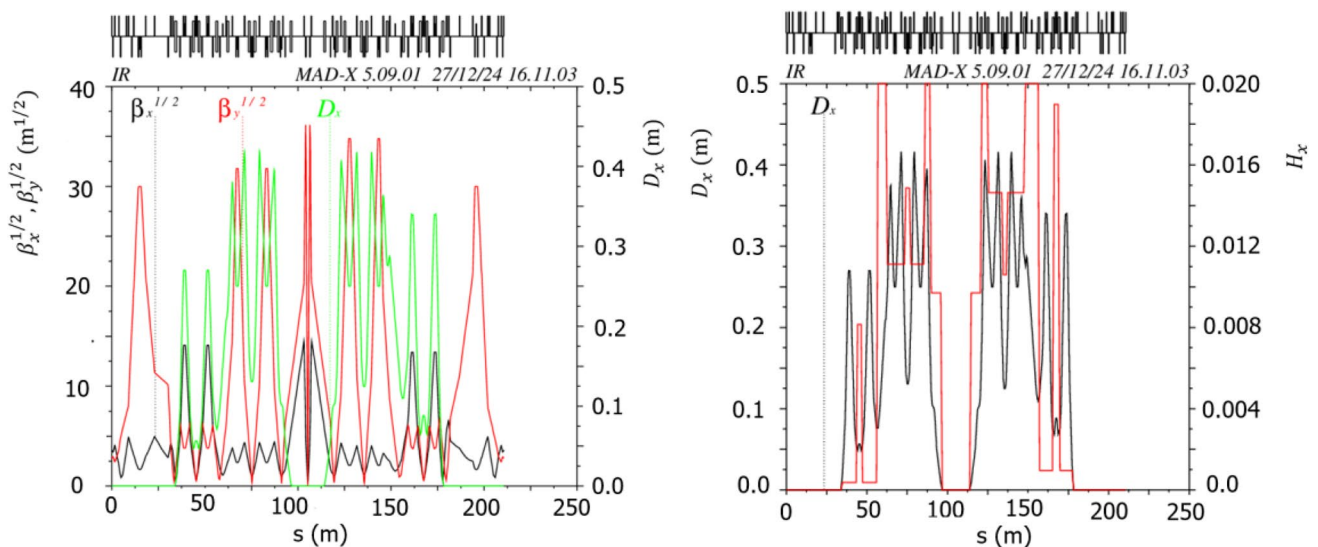 IR MAD-X 5.09.01 27/12/24 16.11.03
β_x^{1/2} β_y^{1/2} D_x
β_x^{1/2}, β_y^{1/2} (m^{1/2})
40
30
20
10
0
0.5
0.4
0.3
0.2
0.1
0.0
D_x (m)
0 50 100 150 200 250
s (m)
IR MAD-X 5.09.01 27/12/24 16.11.03
D_x
D_x (m)
0.5
0.4
0.3
0.2
0.1
0.0
0.020
0.016
0.012
0.008
0.004
0.0
H_x
0 50 100 150 200 250
s (m)